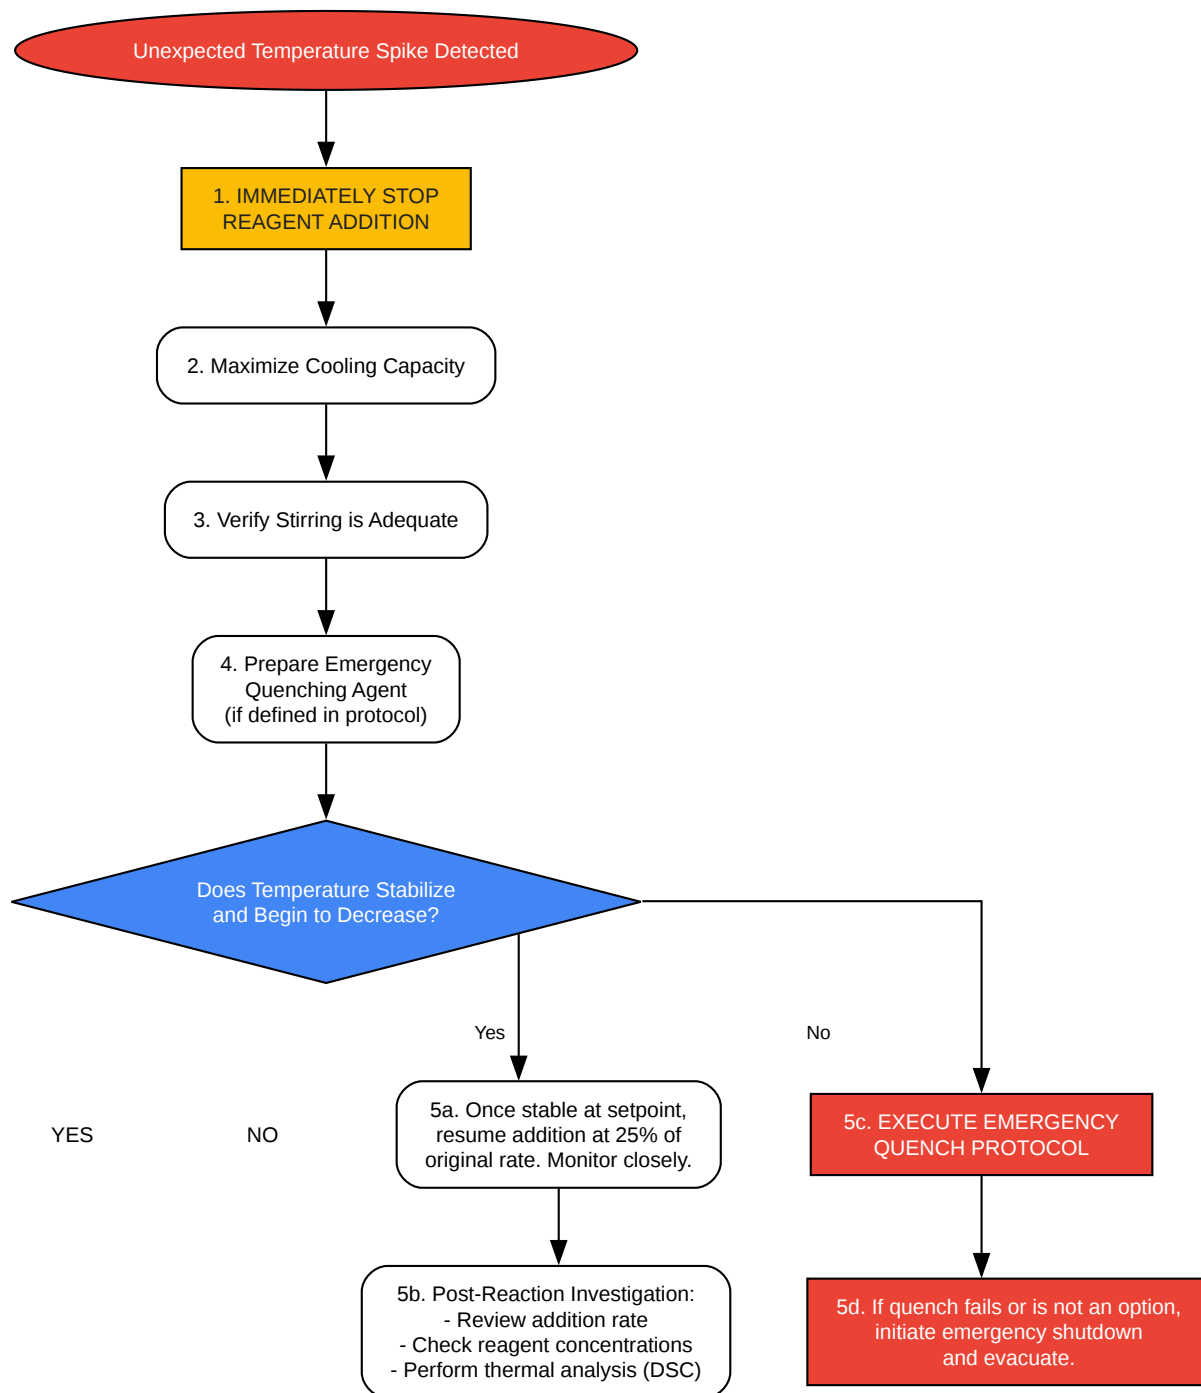 Unexpected Temperature Spike Detected
1. IMMEDIATELY STOP
REAGENT ADDITION
2. Maximize Cooling Capacity
3. Verify Stirring is Adequate
4. Prepare Emergency
Quenching Agent
(if defined in protocol)
Does Temperature Stabilize
and Begin to Decrease?
Yes
No
YES
NO
5a. Once stable at setpoint,
resume addition at 25% of
original rate. Monitor closely.
5c. EXECUTE EMERGENCY
QUENCH PROTOCOL
5b. Post-Reaction Investigation:
- Review addition rate
- Check reagent concentrations
- Perform thermal analysis (DSC)
5d. If quench fails or is not an option,
initiate emergency shutdown
and evacuate.